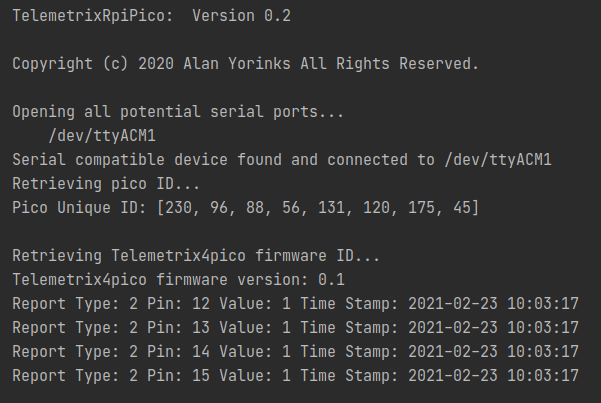 TelemetrixRpiPico:  Version 0.2
Copyright (c) 2020 Alan Yorinks All Rights Reserved.
Opening all potential serial ports...
/dev/ttyACM1
Serial compatible device found and connected to /dev/ttyACM1
Retrieving pico ID...
Pico Unique ID: [230, 96, 88, 56, 131, 120, 175, 45]
Retrieving Telemetrix4pico firmware ID...
Telemetrix4pico firmware version: 0.1
Report Type: 2 Pin: 12 Value: 1 Time Stamp: 2021-02-23 10:03:17
Report Type: 2 Pin: 13 Value: 1 Time Stamp: 2021-02-23 10:03:17
Report Type: 2 Pin: 14 Value: 1 Time Stamp: 2021-02-23 10:03:17
Report Type: 2 Pin: 15 Value: 1 Time Stamp: 2021-02-23 10:03:17